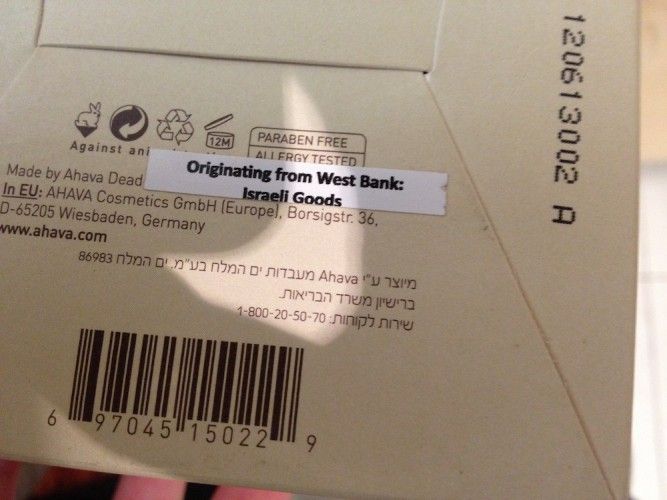 120613002 A
12M
PARABEN FREE
ALLERGY TESTED
Against
Made by Ahava Dead
Originating from West Bank:
Israeli Goods
In EU: AHAVA Cosmetics GmbH (Europe), Borsigstr. 36,
D-65205 Wiesbaden, Germany
www.ahava.com
מיוצר ע"י Ahava מעבדות ים המלח בע"מ, ים המלח 86983
ברישיון משרד הבריאות.
שירות לקוחות: 1-800-20-50-70
6 97045 15022 9